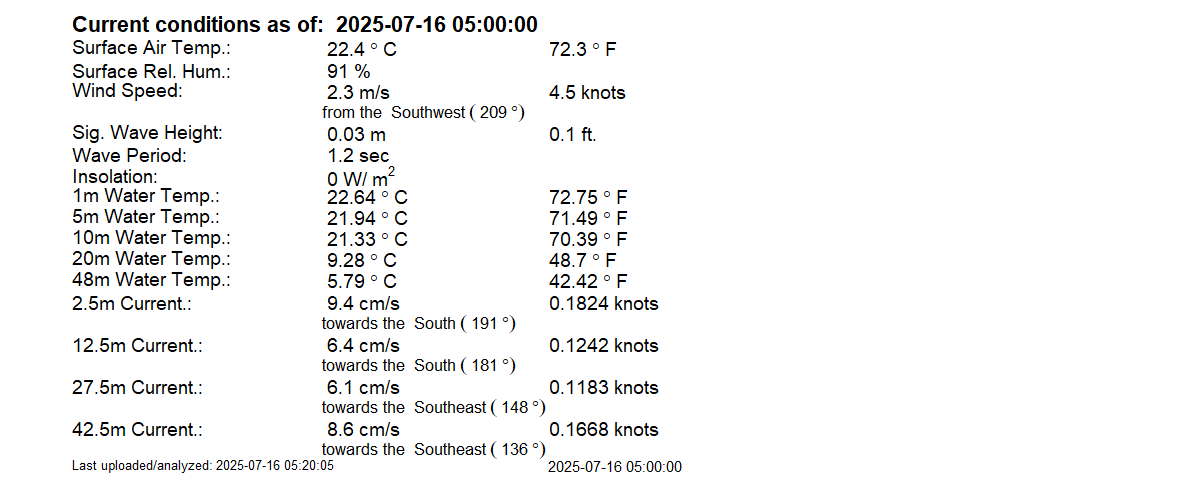 Current conditions as of: 2025-07-16 05:00:00
Surface Air Temp.: 22.4 ° C 72.3 ° F
Surface Rel. Hum.: 91 %
Wind Speed: 2.3 m/s 4.5 knots
from the Southwest ( 209 °)
Sig. Wave Height: 0.03 m 0.1 ft.
Wave Period: 1.2 sec
Insolation: 0 W/ m²
1m Water Temp.: 22.64 ° C 72.75 ° F
5m Water Temp.: 21.94 ° C 71.49 ° F
10m Water Temp.: 21.33 ° C 70.39 ° F
20m Water Temp.: 9.28 ° C 48.7 ° F
48m Water Temp.: 5.79 ° C 42.42 ° F
2.5m Current.: 9.4 cm/s 0.1824 knots
towards the South ( 191 °)
12.5m Current.: 6.4 cm/s 0.1242 knots
towards the South ( 181 °)
27.5m Current.: 6.1 cm/s 0.1183 knots
towards the Southeast ( 148 °)
42.5m Current.: 8.6 cm/s 0.1668 knots
towards the Southeast ( 136 °)
Last uploaded/analyzed: 2025-07-16 05:20:05 2025-07-16 05:00:00